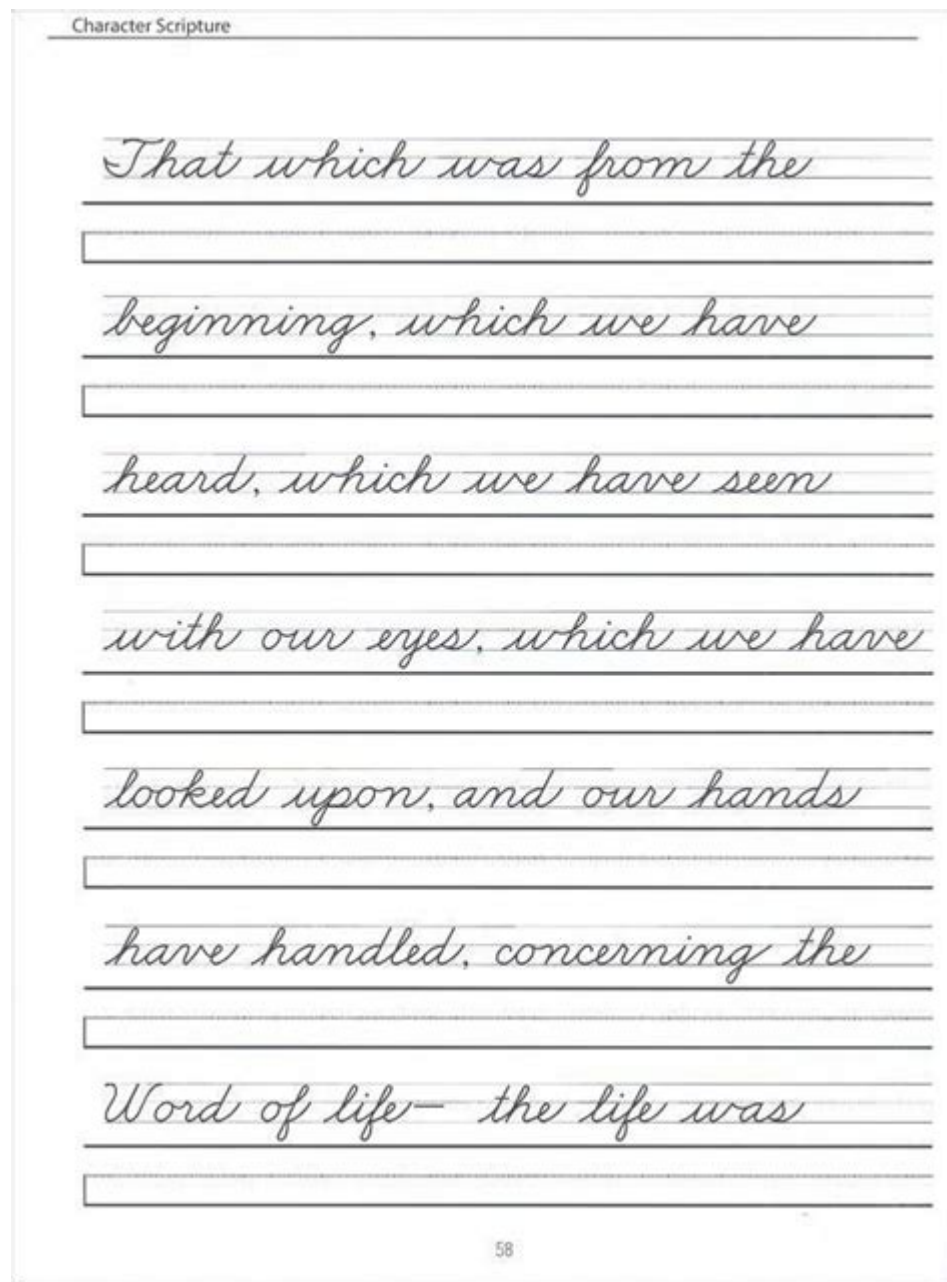 Character Scripture
That which was from the
beginning, which we have
heard, which we have seen
with our eyes, which we have
looked upon, and our hands
have handled, concerning the
Word of life— the life was
58